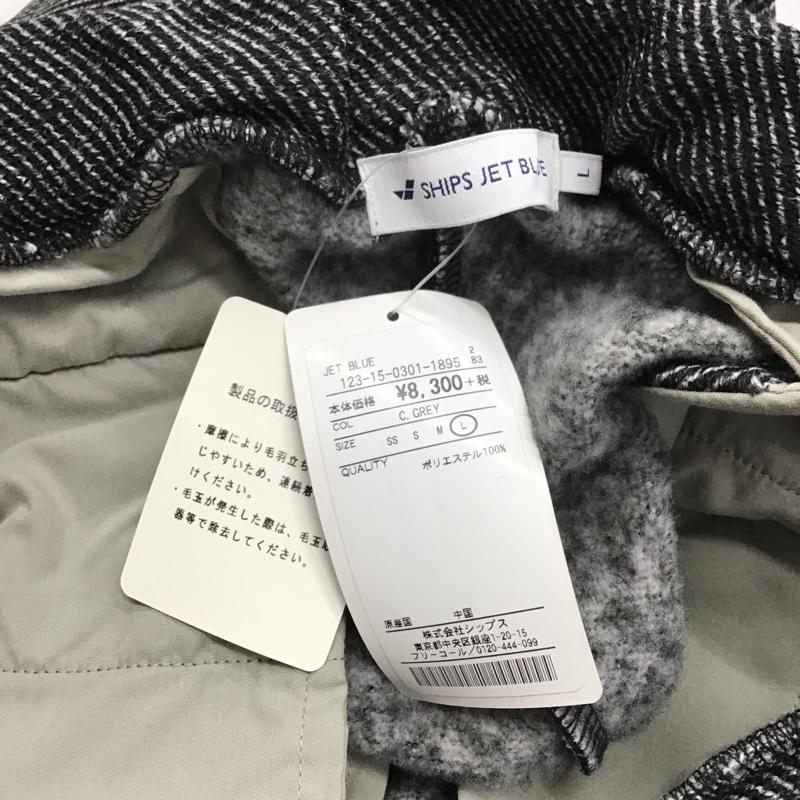 SHIPS JET BLUE
L
JET BLUE
123-15-0301-1895 2 83
本体価格 ¥8,300+税
COL C.GREY
SIZE SS S M L
QUALITY ポリエステル100%
原産国 中国
株式会社シップス
東京都中央区銀座1-20-15
フリーコール/0120-444-099
製品の取扱
・摩擦により毛羽立ち
じやすいため、連続着
けください。
・毛玉が発生した際は、毛玉取
器等で除去してください。